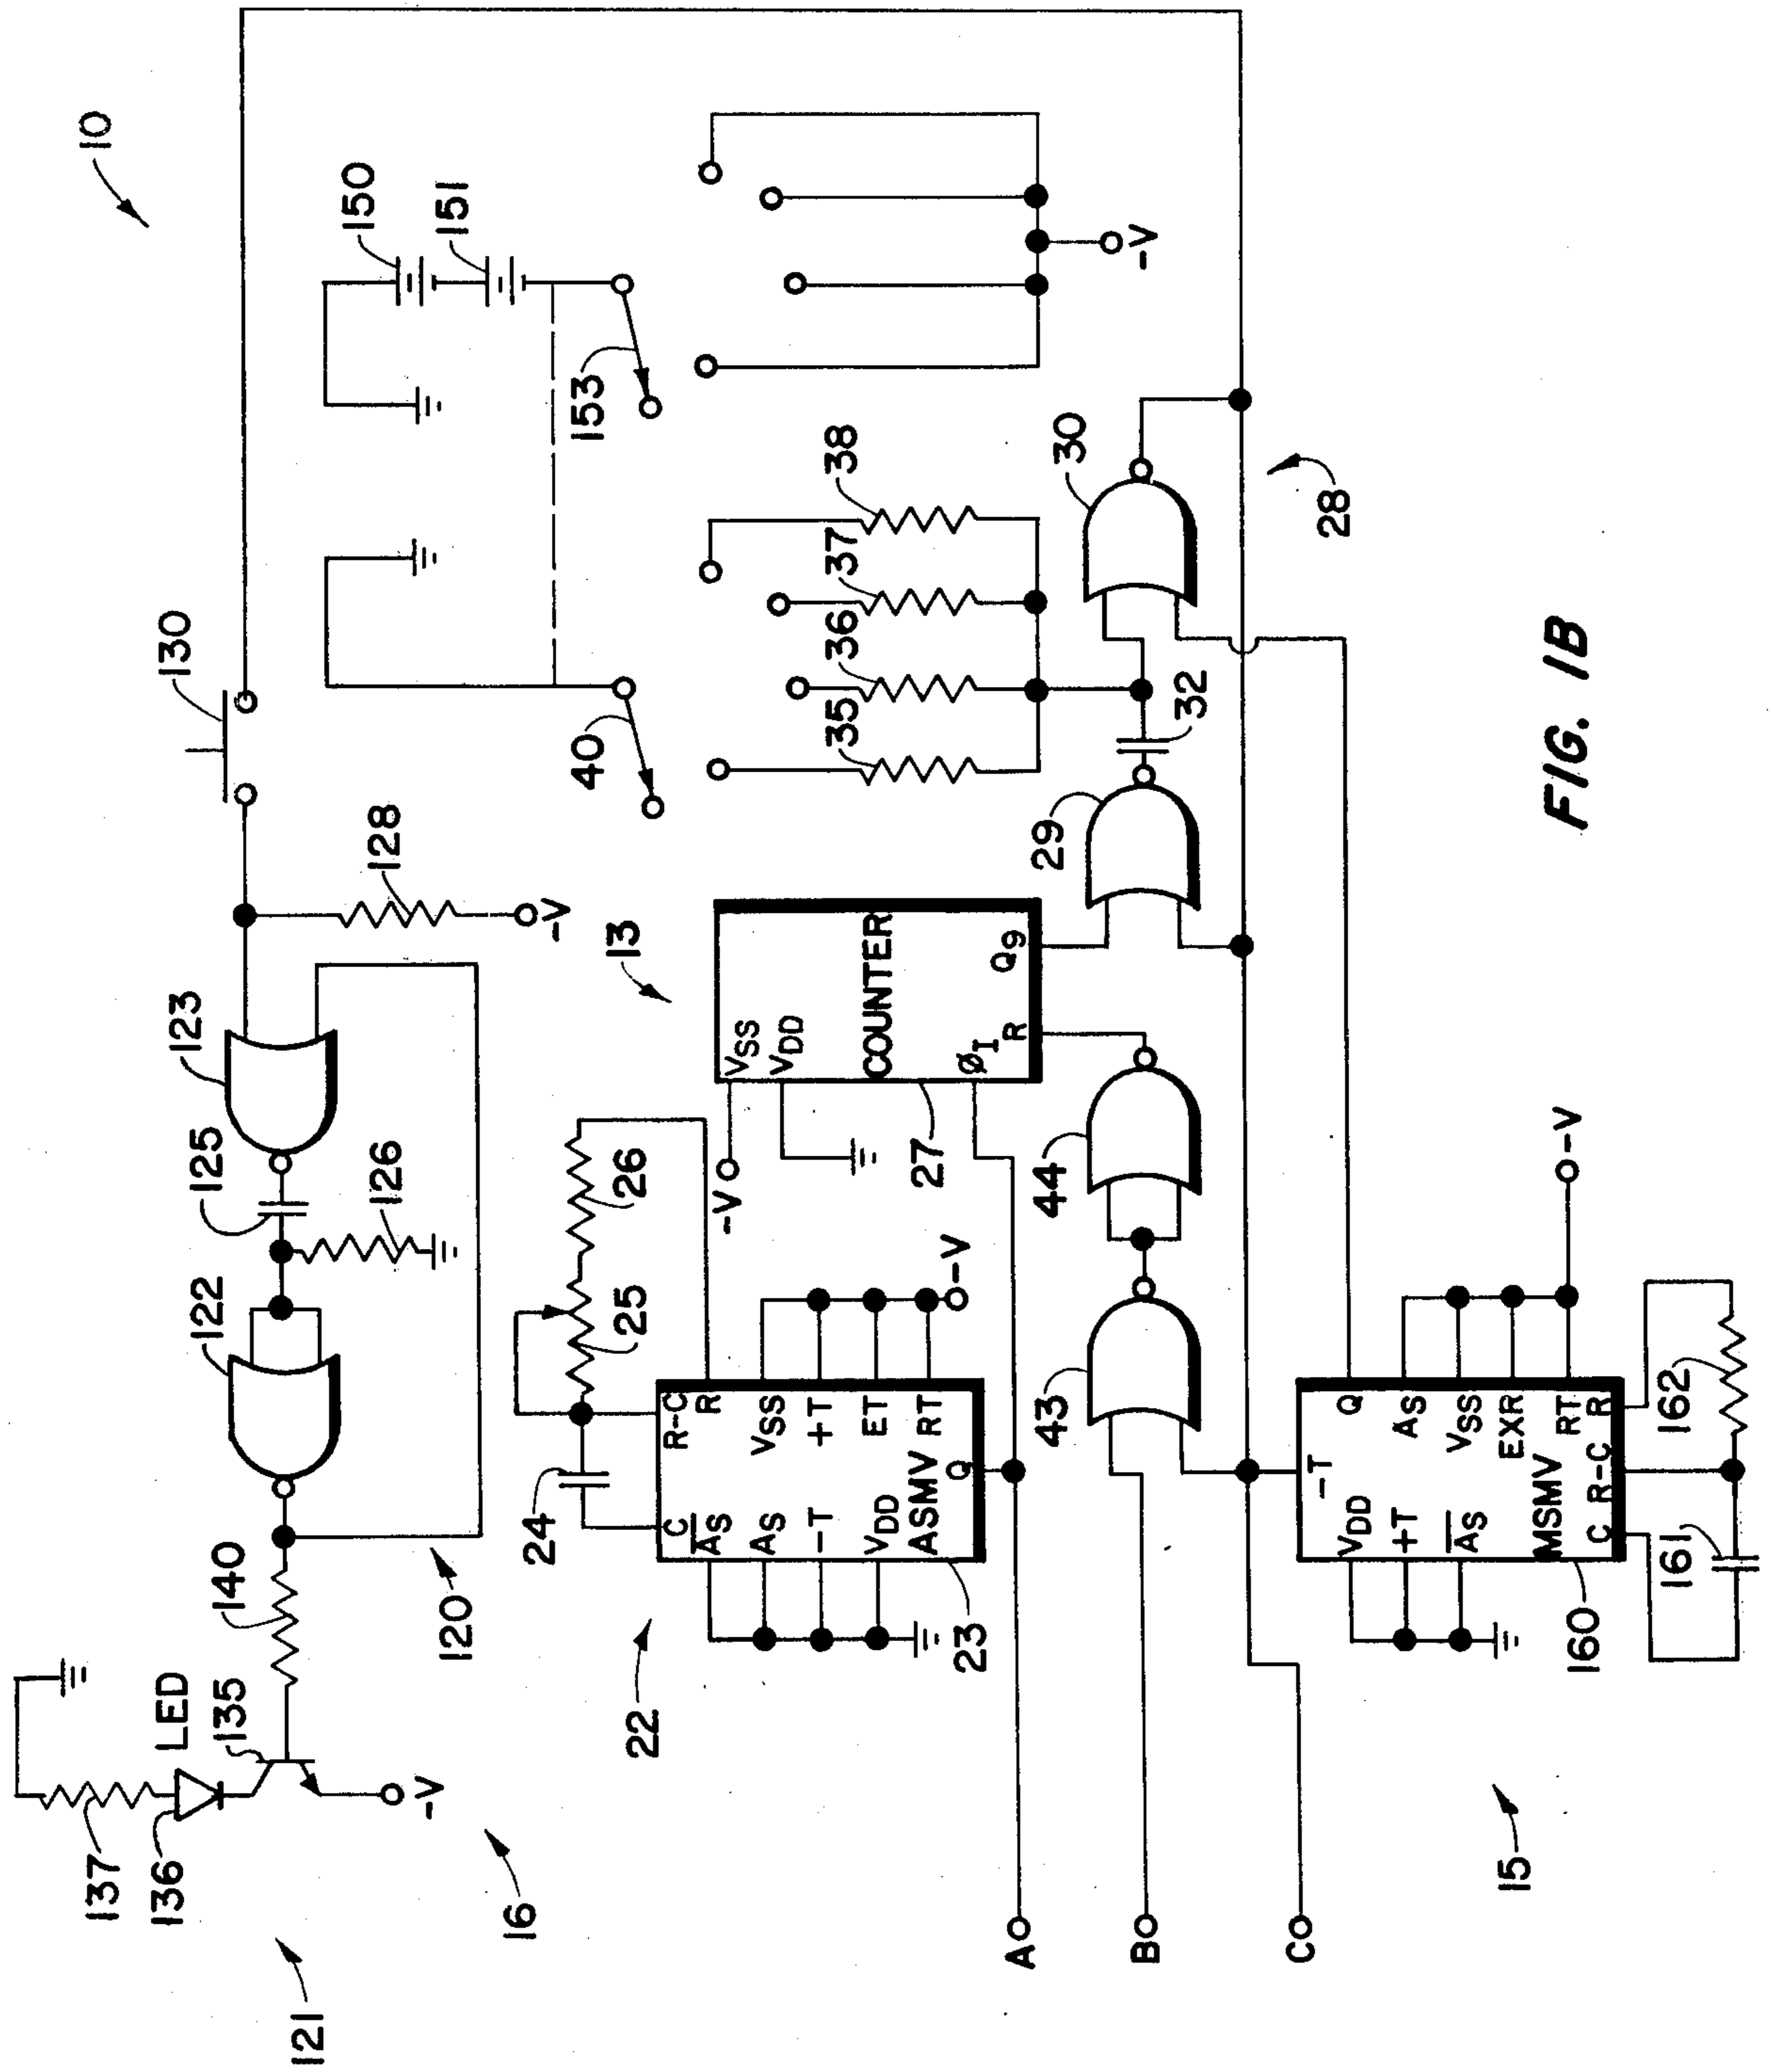 10
130
150
151
153
40
128
-V
123
125
126
122
140
120
LED
135
136
137
-V
16
121
38
37
36
35
-V
13
VSS
VDD
COUNTER
Q9
R
ØI
27
-V
26
25
24
R-C
R
C
A̅S
AS
-T
VDD
VSS
+T
ET
RT
ASMV
Q
-V
23
22
30
29
32
28
44
43
A
B
C
-T
VDD
+T
A̅S
MSMV
Q
AS
VSS
EXR
RT
R
R-C
C
-V
160
161
162
15
FIG. 1B